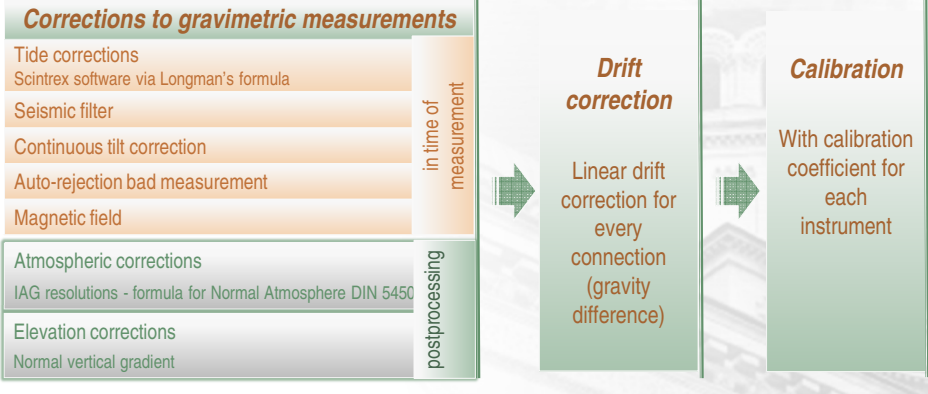 Corrections to gravimetric measurements
Tide corrections
Scintrex software via Longman's formula
Seismic filter
Continuous tilt correction
Auto-rejection bad measurement
Magnetic field
in time of
measurement
Atmospheric corrections
IAG resolutions - formula for Normal Atmosphere DIN 5450
Elevation corrections
Normal vertical gradient
postprocessing
Drift
correction
Linear drift
correction for
every
connection
(gravity
difference)
Calibration
With calibration
coefficient for
each
instrument